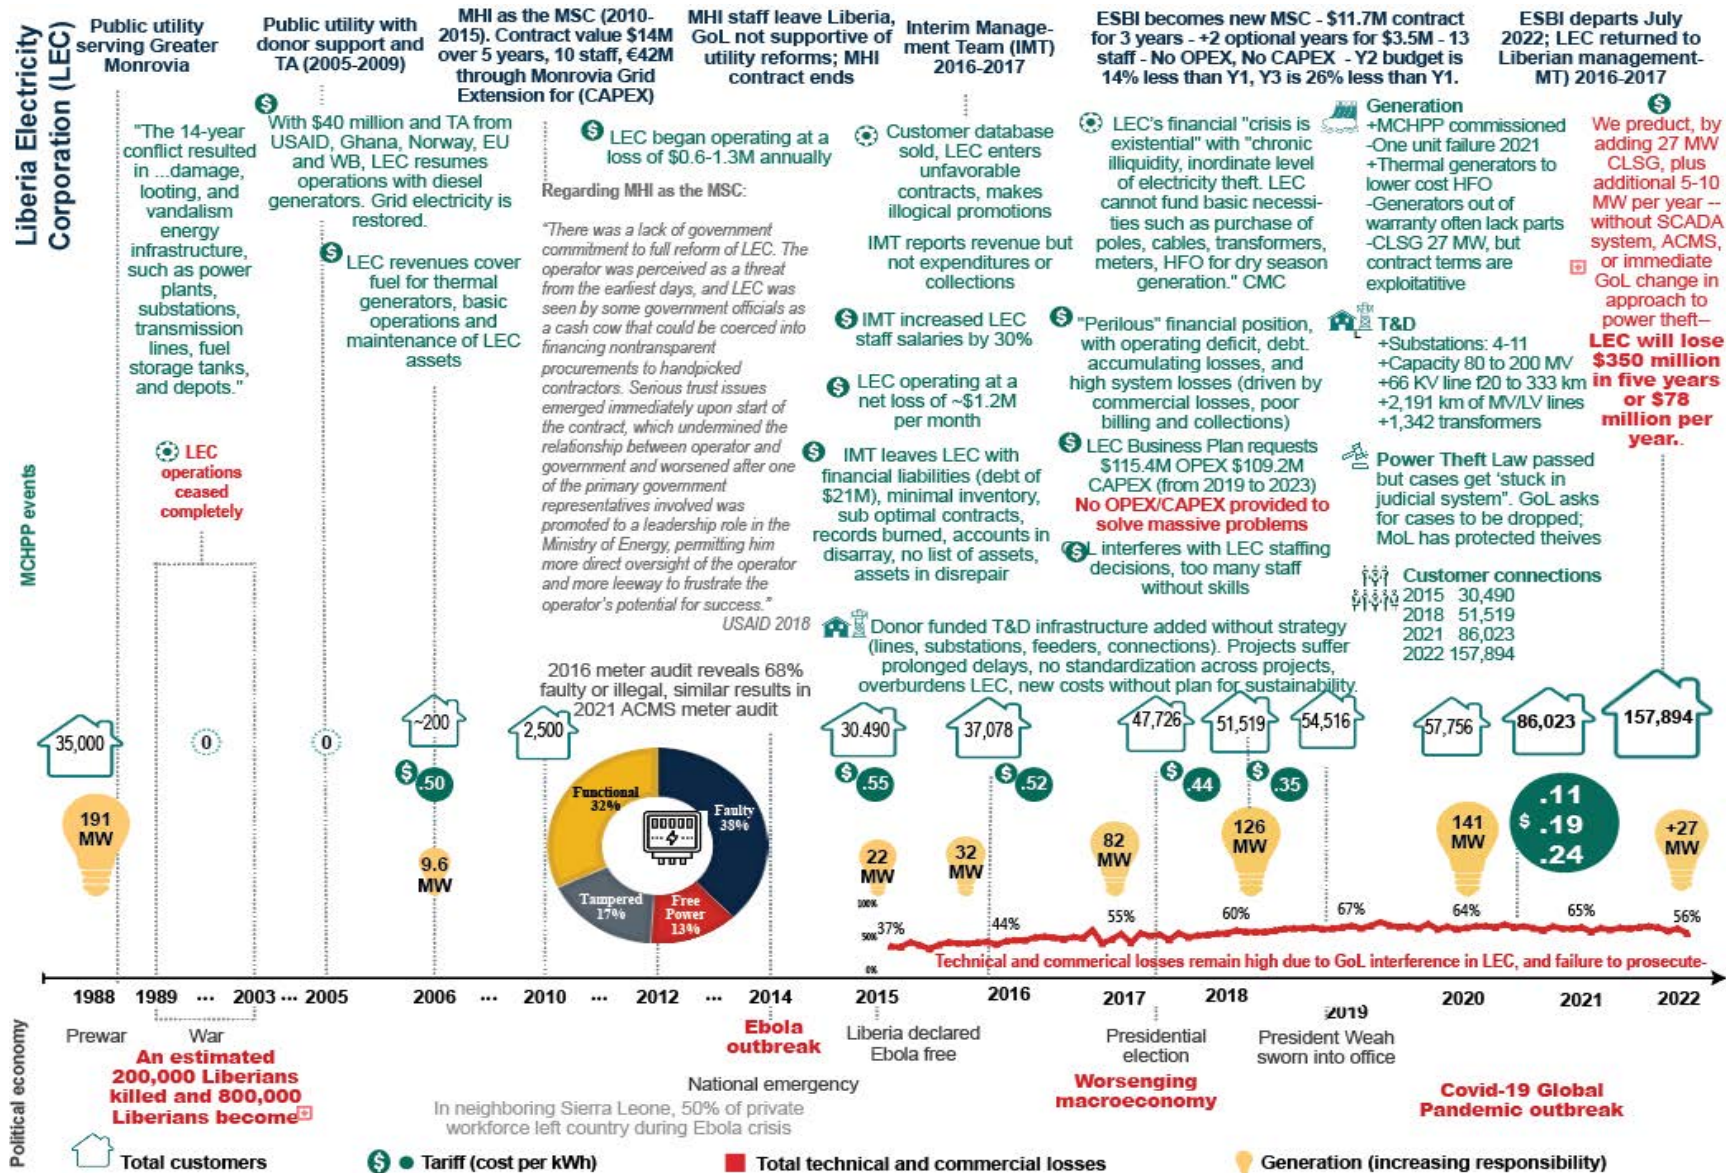 Liberia Electricity
Corporation (LEC)
Public utility
serving Greater
Monrovia
Public utility with
donor support and
TA (2005-2009)
MHI as the MSC (2010-
2015). Contract value $14M
over 5 years, 10 staff, €42M
through Monrovia Grid
Extension for (CAPEX)
MHI staff leave Liberia,
GoL not supportive of
utility reforms; MHI
contract ends
Interim Manage-
ment Team (IMT)
2016-2017
ESBI becomes new MSC - $11.7M contract
for 3 years - +2 optional years for $3.5M - 13
staff - No OPEX, No CAPEX - Y2 budget is
14% less than Y1, Y3 is 26% less than Y1.
ESBI departs July
2022; LEC returned to
Liberian management-
MT) 2016-2017
"The 14-year
conflict resulted
in ...damage,
looting, and
vandalism
energy
infrastructure,
such as power
plants,
substations,
transmission
lines, fuel
storage tanks,
and depots."
LEC
operations
ceased
completely
$
With $40 million and TA from
USAID, Ghana, Norway, EU
and WB, LEC resumes
operations with diesel
generators. Grid electricity is
restored.
$
LEC revenues cover
fuel for thermal
generators, basic
operations and
maintenance of LEC
assets
$
LEC began operating at a
loss of $0.6-1.3M annually
Regarding MHI as the MSC:
"There was a lack of government
commitment to full reform of LEC. The
operator was perceived as a threat
from the earliest days, and LEC was
seen by some government officials as
a cash cow that could be coerced into
financing nontransparent
procurements to handpicked
contractors. Serious trust issues
emerged immediately upon start of
the contract, which undermined the
relationship between operator and
government and worsened after one
of the primary government
representatives involved was
promoted to a leadership role in the
Ministry of Energy, permitting him
more direct oversight of the operator
and more leeway to frustrate the
operator's potential for success."
USAID 2018
2016 meter audit reveals 68%
faulty or illegal, similar results in
2021 ACMS meter audit
Customer database
sold, LEC enters
unfavorable
contracts, makes
illogical promotions
IMT reports revenue but
not expenditures or
collections
$
IMT increased LEC
staff salaries by 30%
$
LEC operating at a
net loss of ~$1.2M
per month
$
IMT leaves LEC with
financial liabilities (debt of
$21M), minimal inventory,
sub optimal contracts,
records burned, accounts in
disarray, no list of assets,
assets in disrepair
LEC's financial "crisis is
existential" with "chronic
illiquidity, inordinate level
of electricity theft. LEC
cannot fund basic necessi-
ties such as purchase of
poles, cables, transformers,
meters, HFO for dry season
generation." CMC
$
"Perilous" financial position,
with operating deficit, debt.
accumulating losses, and
high system losses (driven by
commercial losses, poor
billing and collections)
$
LEC Business Plan requests
$115.4M OPEX $109.2M
CAPEX (from 2019 to 2023)
No OPEX/CAPEX provided to
solve massive problems
$
L interferes with LEC staffing
decisions, too many staff
without skills
Donor funded T&D infrastructure added without strategy
(lines, substations, feeders, connections). Projects suffer
prolonged delays, no standardization across projects,
overburdens LEC, new costs without plan for sustainability.
Generation
+MCHPP commissioned
-One unit failure 2021
+Thermal generators to
lower cost HFO
-Generators out of
warranty often lack parts
-CLSG 27 MW, but
contract terms are
exploitatitive
T&D
+Substations: 4-11
+Capacity 80 to 200 MV
+66 KV line f20 to 333 km
+2,191 km of MV/LV lines
+1,342 transformers
Power Theft Law passed
but cases get 'stuck in
judicial system". GoL asks
for cases to be dropped;
MoL has protected theives
Customer connections
2015 30,490
2018 51,519
2021 86,023
2022 157,894
$
We preduct, by
adding 27 MW
CLSG, plus
additional 5-10
MW per year --
without SCADA
system, ACMS,
or immediate
GoL change in
approach to
power theft--
LEC will lose
$350 million
in five years
or $78
million per
year..
MCHPP events
35,000
0
0
~200
2,500
30.490
37,078
47,726
51,519
54,516
57,756
86,023
157,894
$ .50
$ .55
$ .52
$ .44
$ .35
.11
$ .19
.24
191
MW
9.6
MW
22
MW
32
MW
82
MW
126
MW
141
MW
+27
MW
Functional
32%
Faulty
38%
Tampered
17%
Free
Power
13%
100%
50%
0%
37%
44%
55%
60%
67%
64%
65%
56%
Technical and commerical losses remain high due to GoL interference in LEC, and failure to prosecute-
1988 1989 ... 2003 ... 2005 2006 ... 2010 ... 2012 ... 2014 2015 2016 2017 2018 2019 2020 2021 2022
Political economy
Prewar
War
An estimated
200,000 Liberians
killed and 800,000
Liberians become
Ebola
outbreak
National emergency
In neighboring Sierra Leone, 50% of private
workforce left country during Ebola crisis
Liberia declared
Ebola free
Presidential
election
Worsenging
macroeconomy
President Weah
sworn into office
Covid-19 Global
Pandemic outbreak
Total customers
$ Tariff (cost per kWh)
Total technical and commercial losses
Generation (increasing responsibility)